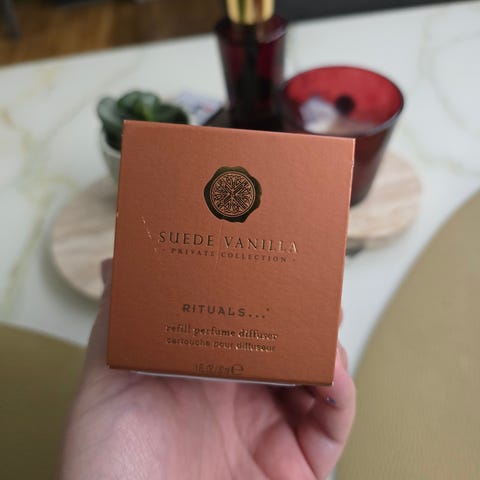 SUEDE VANILLA
· PRIVATE COLLECTION ·
RITUALS...
refill perfume diffuser
cartouche pour diffuseur